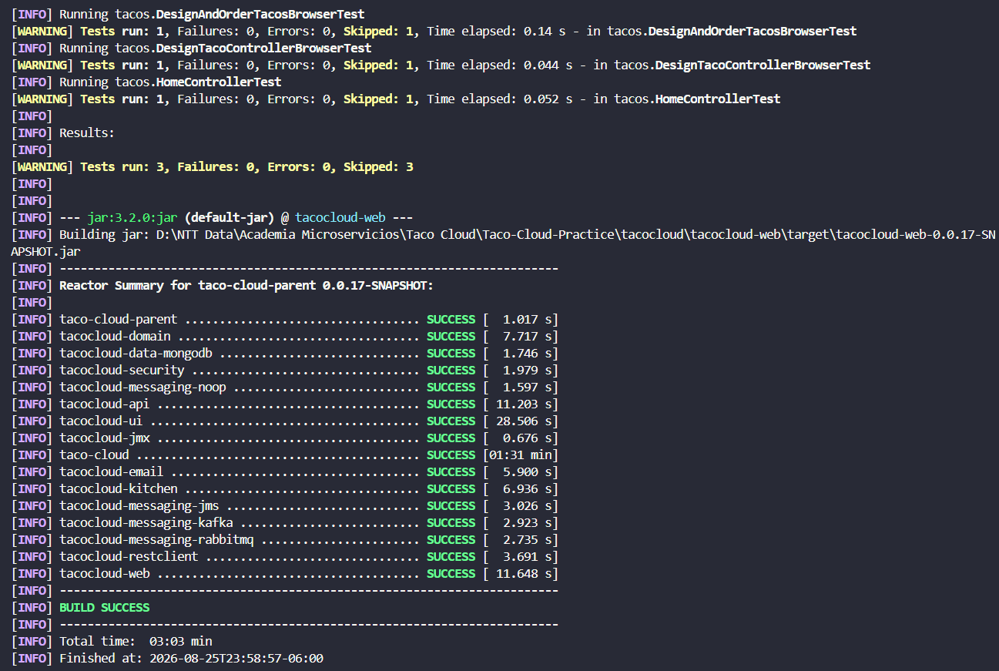 [INFO] Running tacos.DesignAndOrderTacosBrowserTest
[WARNING] Tests run: 1, Failures: 0, Errors: 0, Skipped: 1, Time elapsed: 0.14 s - in tacos.DesignAndOrderTacosBrowserTest
[INFO] Running tacos.DesignTacoControllerBrowserTest
[WARNING] Tests run: 1, Failures: 0, Errors: 0, Skipped: 1, Time elapsed: 0.044 s - in tacos.DesignTacoControllerBrowserTest
[INFO] Running tacos.HomeControllerTest
[WARNING] Tests run: 1, Failures: 0, Errors: 0, Skipped: 1, Time elapsed: 0.052 s - in tacos.HomeControllerTest
[INFO]
[INFO] Results:
[INFO]
[WARNING] Tests run: 3, Failures: 0, Errors: 0, Skipped: 3
[INFO]
[INFO]
[INFO] --- jar:3.2.0:jar (default-jar) @ tacocloud-web ---
[INFO] Building jar: D:\NTT Data\Academia Microservicios\Taco Cloud\Taco-Cloud-Practice\tacocloud\tacocloud-web\target\tacocloud-web-0.0.17-SN
APSHOT.jar
[INFO] ------------------------------------------------------------------------
[INFO] Reactor Summary for taco-cloud-parent 0.0.17-SNAPSHOT:
[INFO]
[INFO] taco-cloud-parent .................................. SUCCESS [  1.017 s]
[INFO] tacocloud-domain ................................... SUCCESS [  7.717 s]
[INFO] tacocloud-data-mongodb ............................. SUCCESS [  1.746 s]
[INFO] tacocloud-security ................................. SUCCESS [  1.979 s]
[INFO] tacocloud-messaging-noop ........................... SUCCESS [  1.597 s]
[INFO] tacocloud-api ...................................... SUCCESS [ 11.203 s]
[INFO] tacocloud-ui ....................................... SUCCESS [ 28.506 s]
[INFO] tacocloud-jmx ...................................... SUCCESS [  0.676 s]
[INFO] taco-cloud ......................................... SUCCESS [01:31 min]
[INFO] tacocloud-email .................................... SUCCESS [  5.900 s]
[INFO] tacocloud-kitchen .................................. SUCCESS [  6.936 s]
[INFO] tacocloud-messaging-jms ............................ SUCCESS [  3.026 s]
[INFO] tacocloud-messaging-kafka .......................... SUCCESS [  2.923 s]
[INFO] tacocloud-messaging-rabbitmq ....................... SUCCESS [  2.735 s]
[INFO] tacocloud-restclient ............................... SUCCESS [  3.691 s]
[INFO] tacocloud-web ...................................... SUCCESS [ 11.648 s]
[INFO] ------------------------------------------------------------------------
[INFO] BUILD SUCCESS
[INFO] ------------------------------------------------------------------------
[INFO] Total time:  03:03 min
[INFO] Finished at: 2026-08-25T23:58:57-06:00